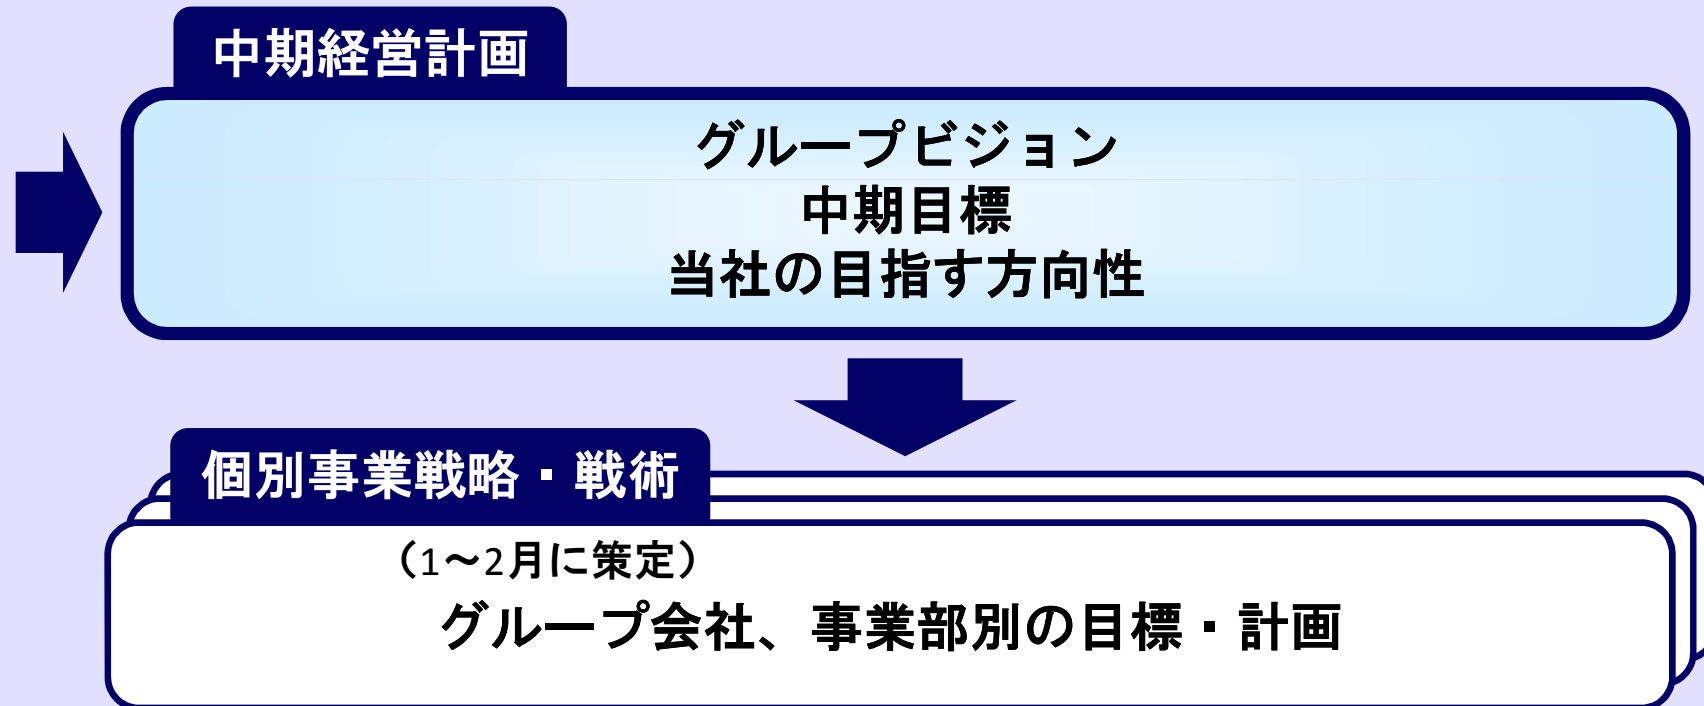 中期経営計画
グループビジョン
中期目標
当社の目指す方向性
個別事業戦略・戦術
（1～2月に策定）
グループ会社、事業部別の目標・計画